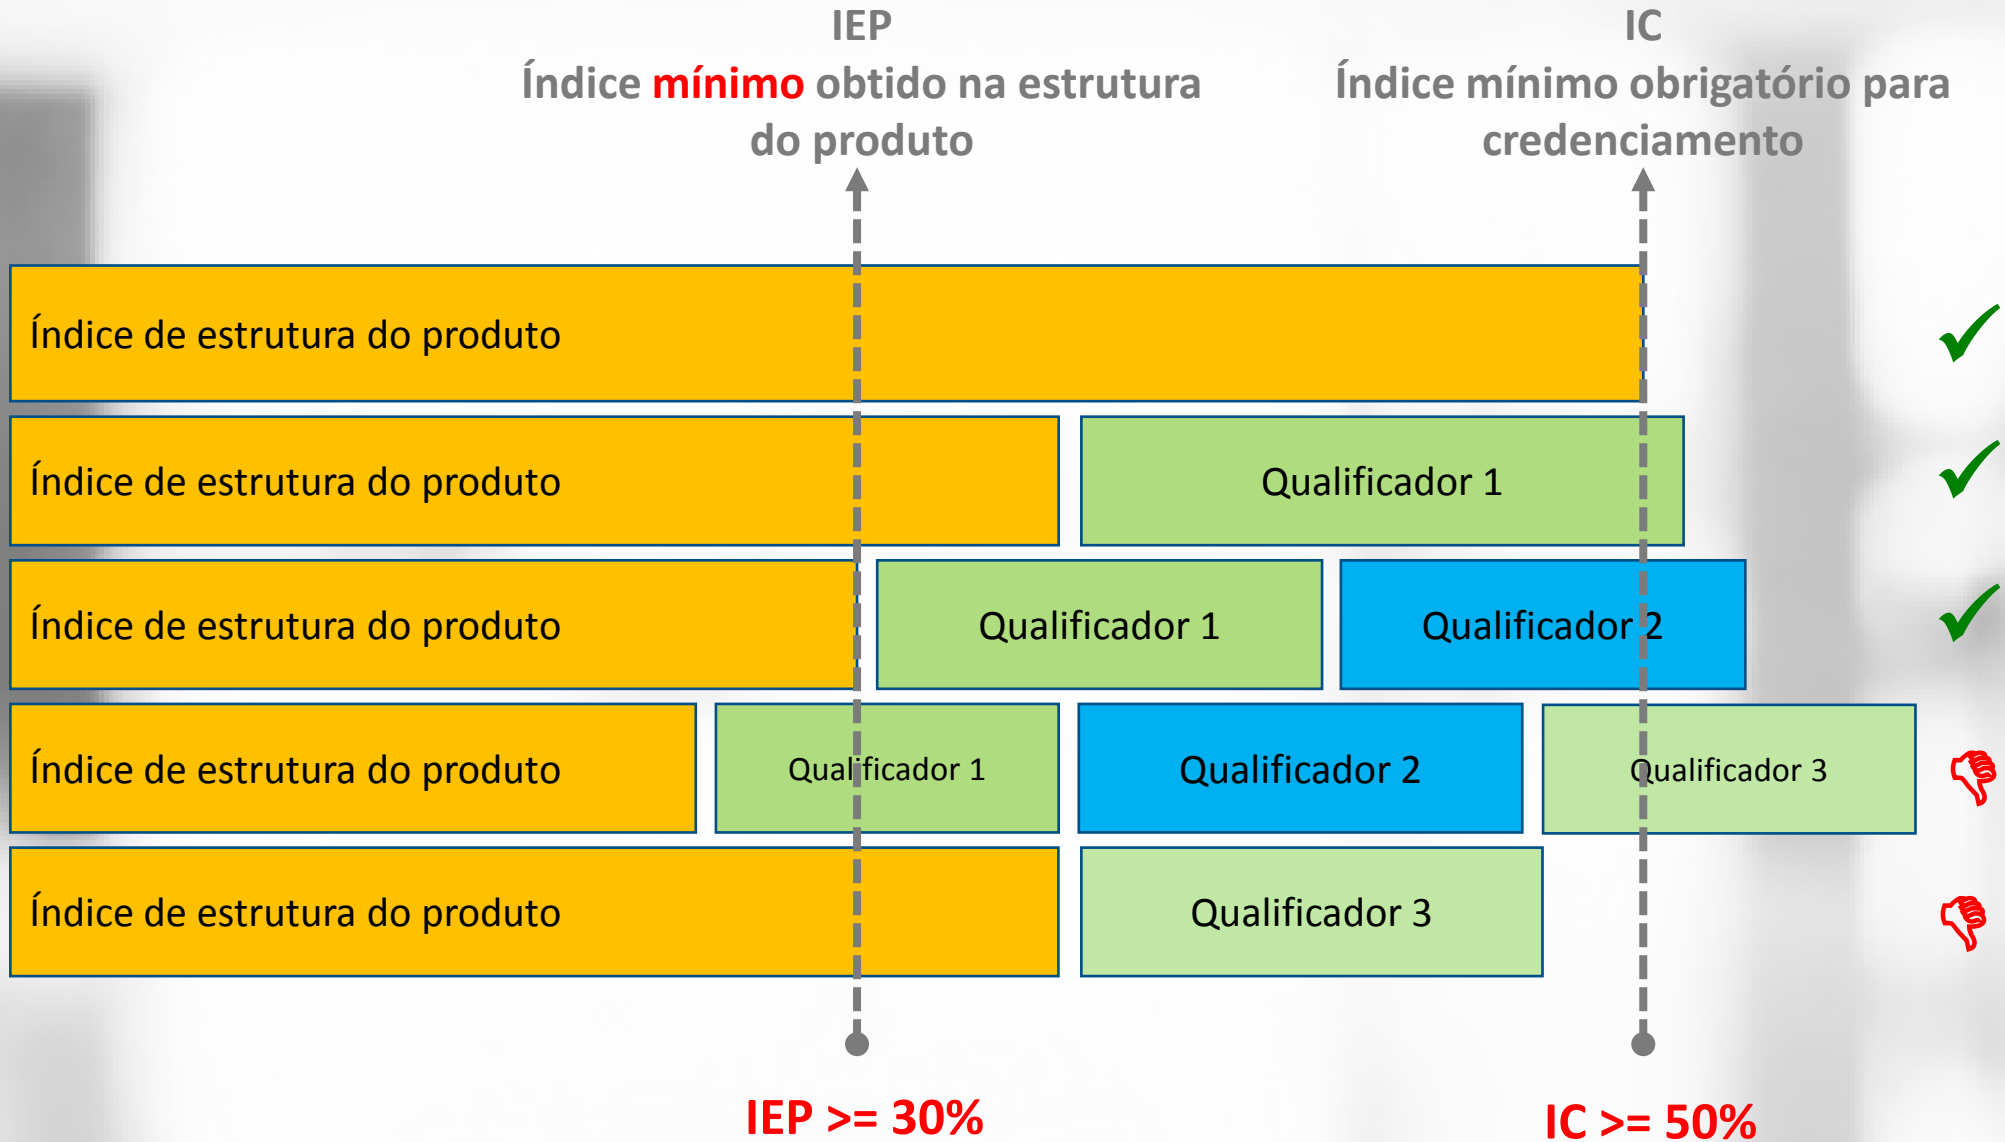 IEP
Índice mínimo obtido na estrutura
do produto
IC
Índice mínimo obrigatório para
credenciamento
Índice de estrutura do produto
Índice de estrutura do produto
Qualificador 1
Índice de estrutura do produto
Qualificador 1
Qualificador 2
Índice de estrutura do produto
Qualificador 1
Qualificador 2
Qualificador 3
Índice de estrutura do produto
Qualificador 3
IEP >= 30%
IC >= 50%